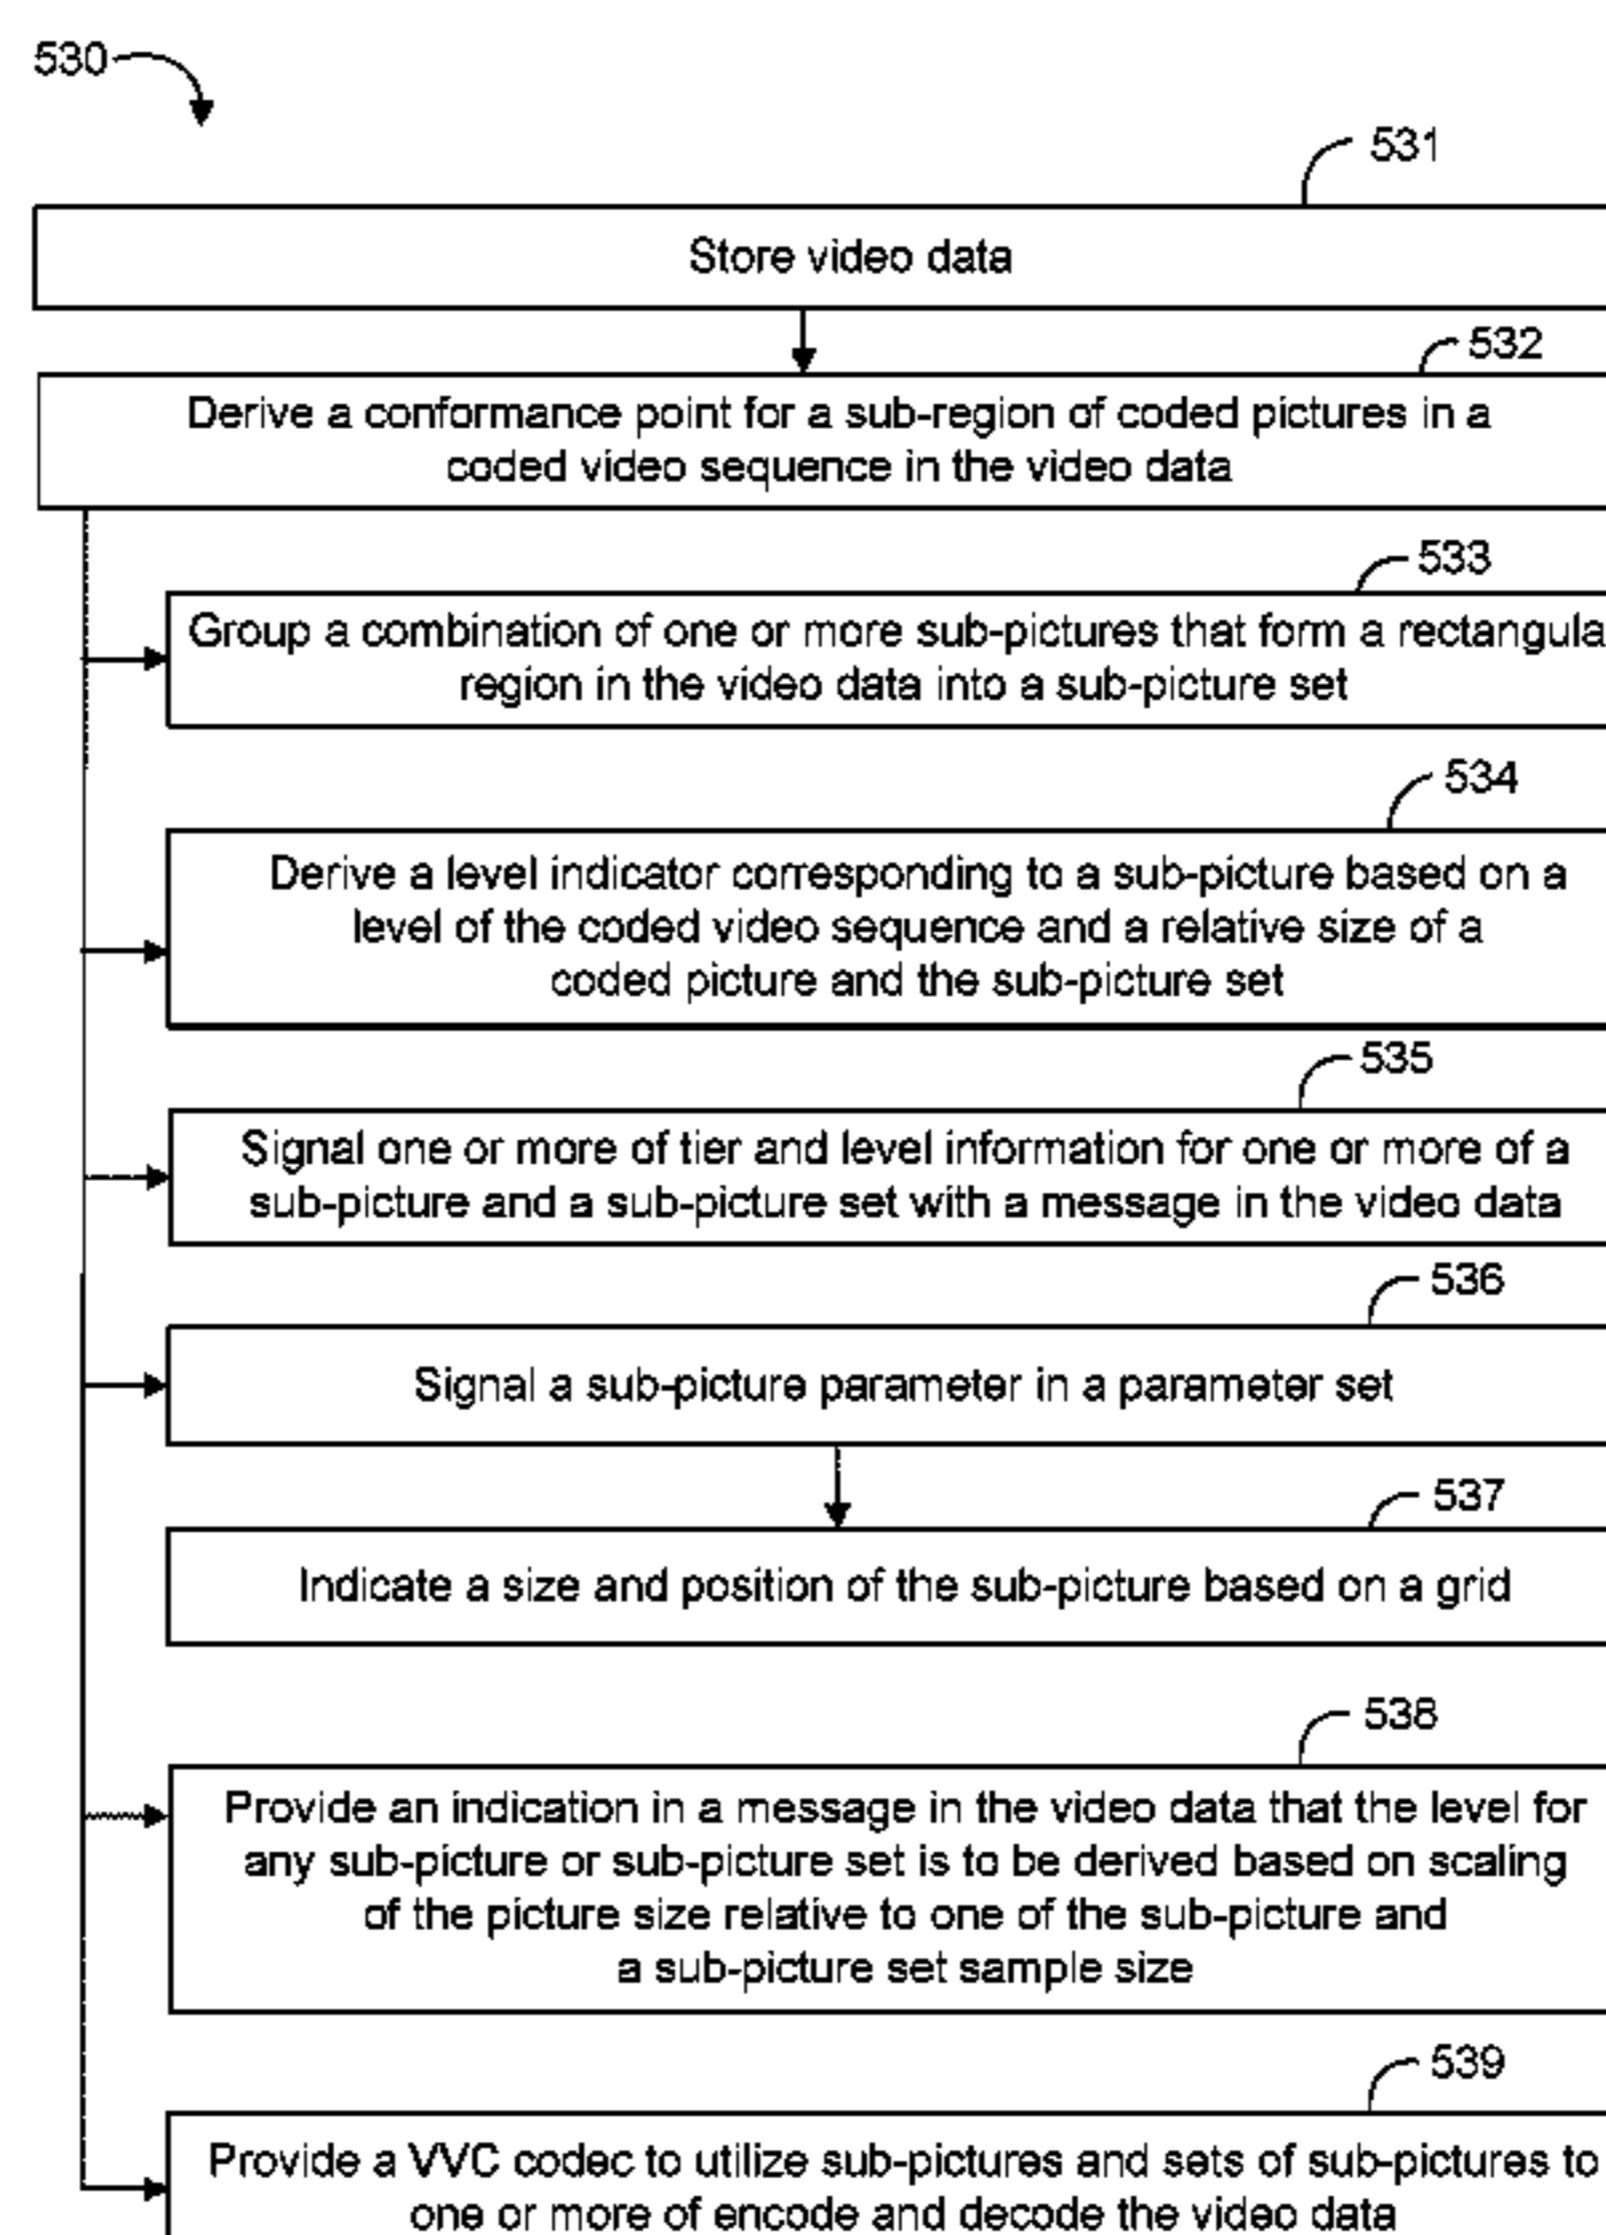 530
531
Store video data
532
Derive a conformance point for a sub-region of coded pictures in a
coded video sequence in the video data
533
Group a combination of one or more sub-pictures that form a rectangula
region in the video data into a sub-picture set
534
Derive a level indicator corresponding to a sub-picture based on a
level of the coded video sequence and a relative size of a
coded picture and the sub-picture set
535
Signal one or more of tier and level information for one or more of a
sub-picture and a sub-picture set with a message in the video data
536
Signal a sub-picture parameter in a parameter set
537
Indicate a size and position of the sub-picture based on a grid
538
Provide an indication in a message in the video data that the level for
any sub-picture or sub-picture set is to be derived based on scaling
of the picture size relative to one of the sub-picture and
a sub-picture set sample size
539
Provide a VVC codec to utilize sub-pictures and sets of sub-pictures to
one or more of encode and decode the video data